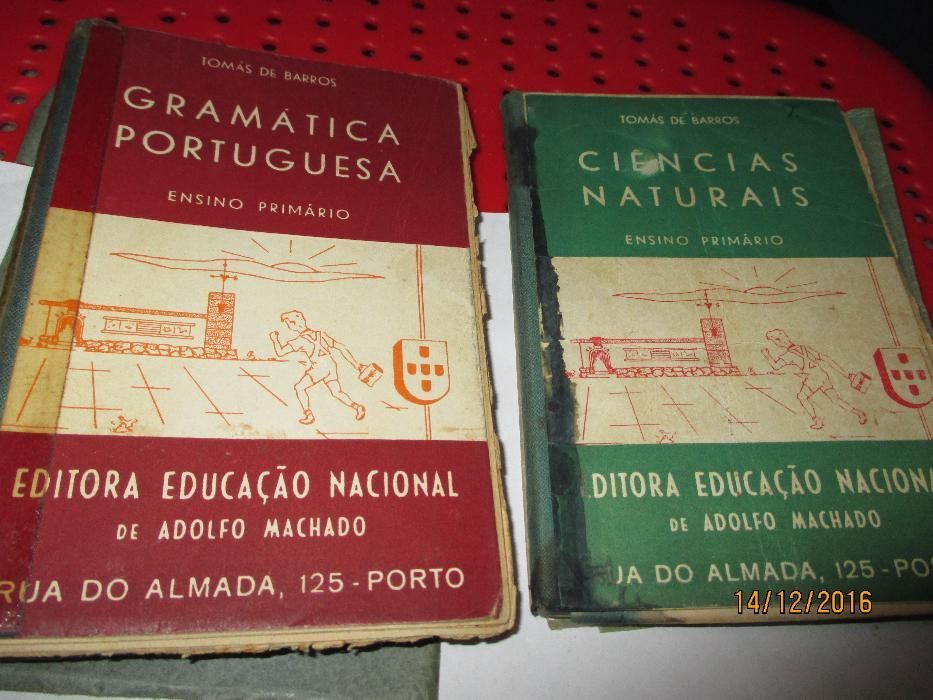 TOMÁS DE BARROS
GRAMÁTICA
PORTUGUESA
ENSINO PRIMÁRIO
EDITORA EDUCAÇÃO NACIONAL
DE ADOLFO MACHADO
RUA DO ALMADA, 125 - PORTO
TOMÁS DE BARROS
CIÊNCIAS
NATURAIS
ENSINO PRIMÁRIO
DITORA EDUCAÇÃO NACIONA
DE ADOLFO MACHADO
UA DO ALMADA, 125 - PO
14/12/2016